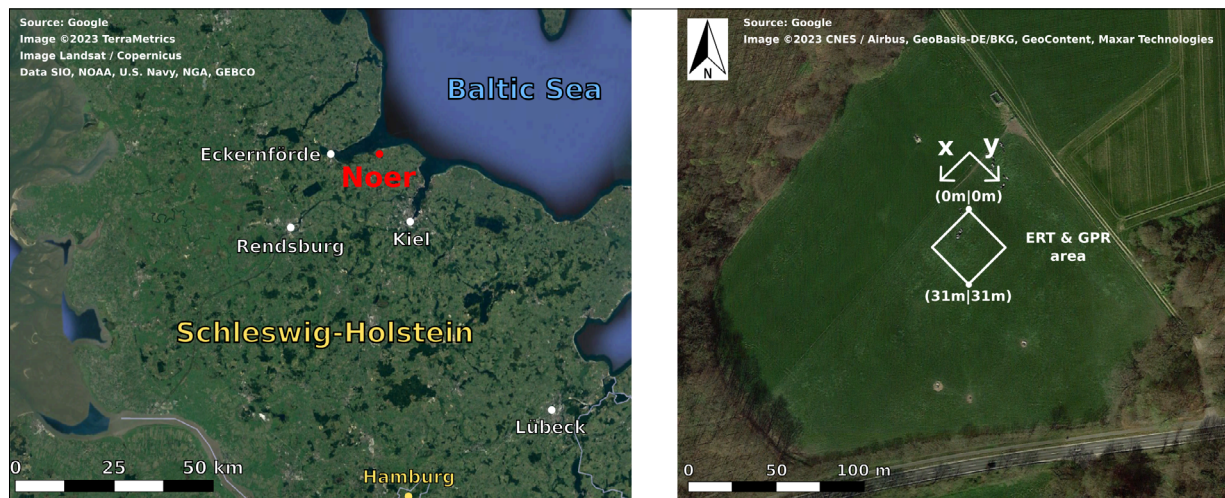 Source: Google
Image ©2023 TerraMetrics
Image Landsat / Copernicus
Data SIO, NOAA, U.S. Navy, NGA, GEBCO
Baltic Sea
Eckernförde
Noer
Rendsburg
Kiel
Schleswig-Holstein
Lübeck
Hamburg
0 25 50 km
Source: Google
Image ©2023 CNES / Airbus, GeoBasis-DE/BKG, GeoContent, Maxar Technologies
N
x y
(0m|0m)
ERT & GPR
area
(31m|31m)
0 50 100 m